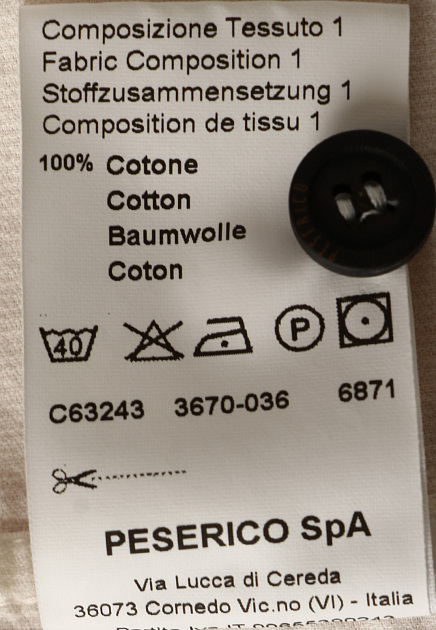 Composizione Tessuto 1
Fabric Composition 1
Stoffzusammensetzung 1
Composition de tissu 1
100% Cotone
Cotton
Baumwolle
Coton
40 P
C63243 3670-036 6871
PESERICO SpA
Via Lucca di Cereda
36073 Cornedo Vic.no (VI) - Italia
PESERICO